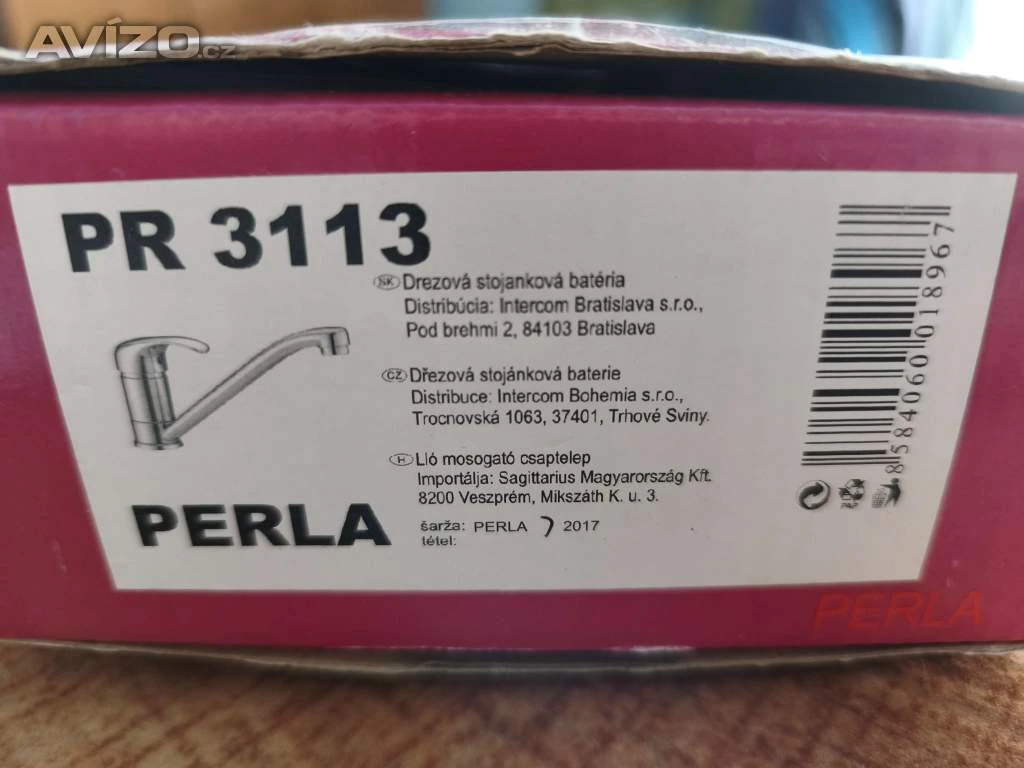 AVÍZO.cz
PR 3113
SK Drezová stojanková batéria
Distribúcia: Intercom Bratislava s.r.o.,
Pod brehmi 2, 84103 Bratislava
CZ Dřezová stojánková baterie
Distribuce: Intercom Bohemia s.r.o.,
Trocnovská 1063, 37401, Trhové Sviny.
H Lló mosogató csaptelep
Importálja: Sagittarius Magyarország Kft.
8200 Veszprém, Mikszáth K. u. 3.
PERLA
šarža: PERLA 2017
tétel:
8584060018967
PAP
PERLA